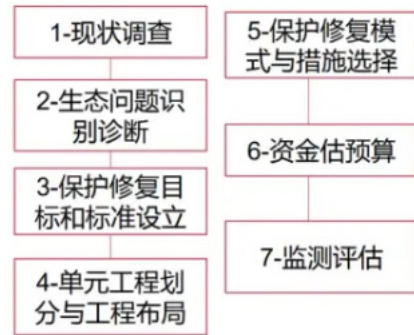 1-现状调查
2-生态问题识
别诊断
3-保护修复目
标和标准设立
4-单元工程划
分与工程布局
5-保护修复模
式与措施选择
6-资金估预算
7-监测评估